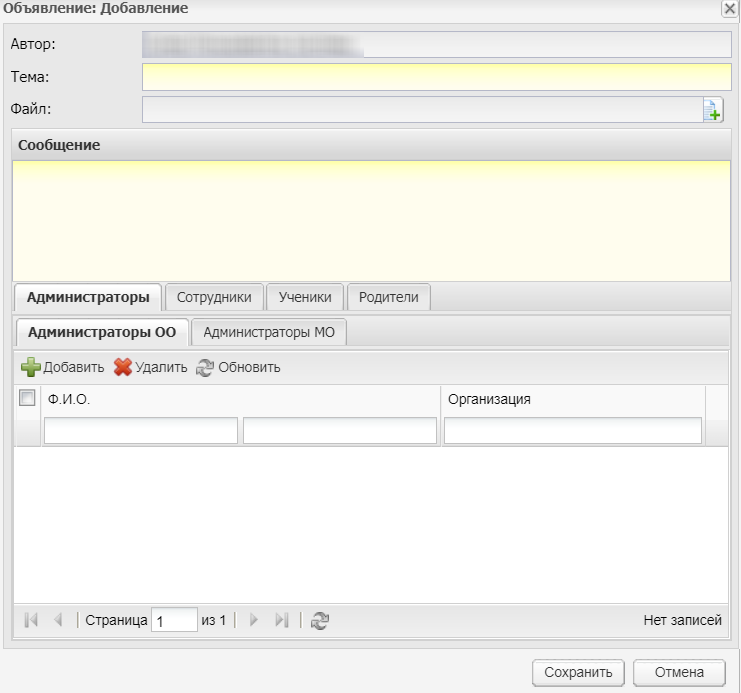 Объявление: Добавление
Автор:
Тема:
Файл:
Сообщение
Администраторы Сотрудники Ученики Родители
Администраторы ОО Администраторы МО
Добавить Удалить Обновить
Ф.И.О. Организация
Страница 1 из 1 Нет записей
Сохранить Отмена